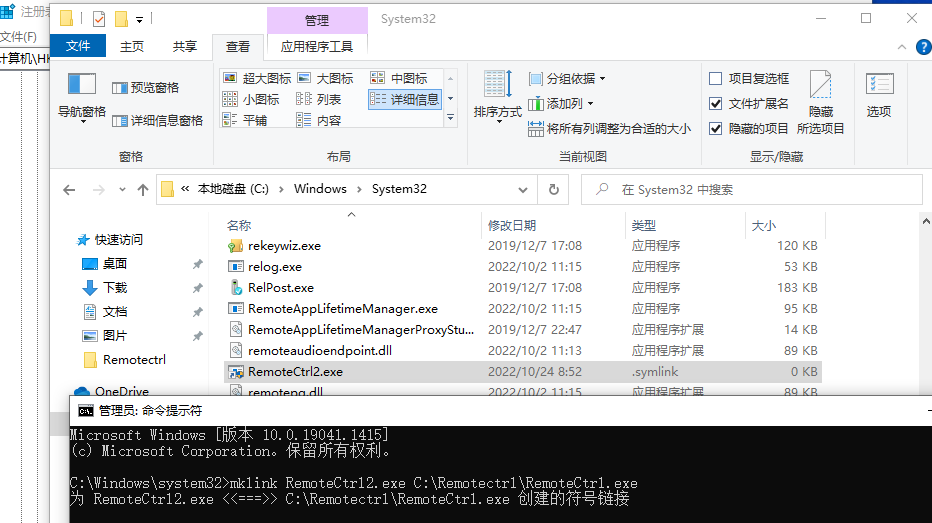 注册表
文件(F)
计算机\HK
管理
System32
文件
主页
共享
查看
应用程序工具
导航窗格
预览窗格
详细信息窗格
窗格
超大图标
大图标
中图标
小图标
列表
详细信息
平铺
内容
布局
排序方式
分组依据
添加列
将所有列调整为合适的大小
当前视图
项目复选框
文件扩展名
隐藏的项目
隐藏
所选项目
显示/隐藏
选项
« 本地磁盘 (C:) › Windows › System32
在 System32 中搜索
快速访问
桌面
下载
文档
图片
Remotectrl
OneDrive
名称 修改日期 类型 大小
rekeywiz.exe 2019/12/7 17:08 应用程序 120 KB
relog.exe 2022/10/2 11:15 应用程序 53 KB
RelPost.exe 2019/12/7 17:08 应用程序 183 KB
RemoteAppLifetimeManager.exe 2022/10/2 11:15 应用程序 95 KB
RemoteAppLifetimeManagerProxyStu... 2019/12/7 22:47 应用程序扩展 14 KB
remoteaudioendpoint.dll 2022/10/2 11:13 应用程序扩展 89 KB
RemoteCtrl2.exe 2022/10/24 8:52 .symlink 0 KB
remotepg.dll 2022/10/2 11:15 应用程序扩展 89 KB
管理员: 命令提示符
Microsoft Windows [版本 10.0.19041.1415]
(c) Microsoft Corporation。保留所有权利。
C:\Windows\system32>mklink RemoteCtrl2.exe C:\Remotectrl\RemoteCtrl.exe
为 RemoteCtrl2.exe <<===>> C:\Remotectrl\RemoteCtrl.exe 创建的符号链接